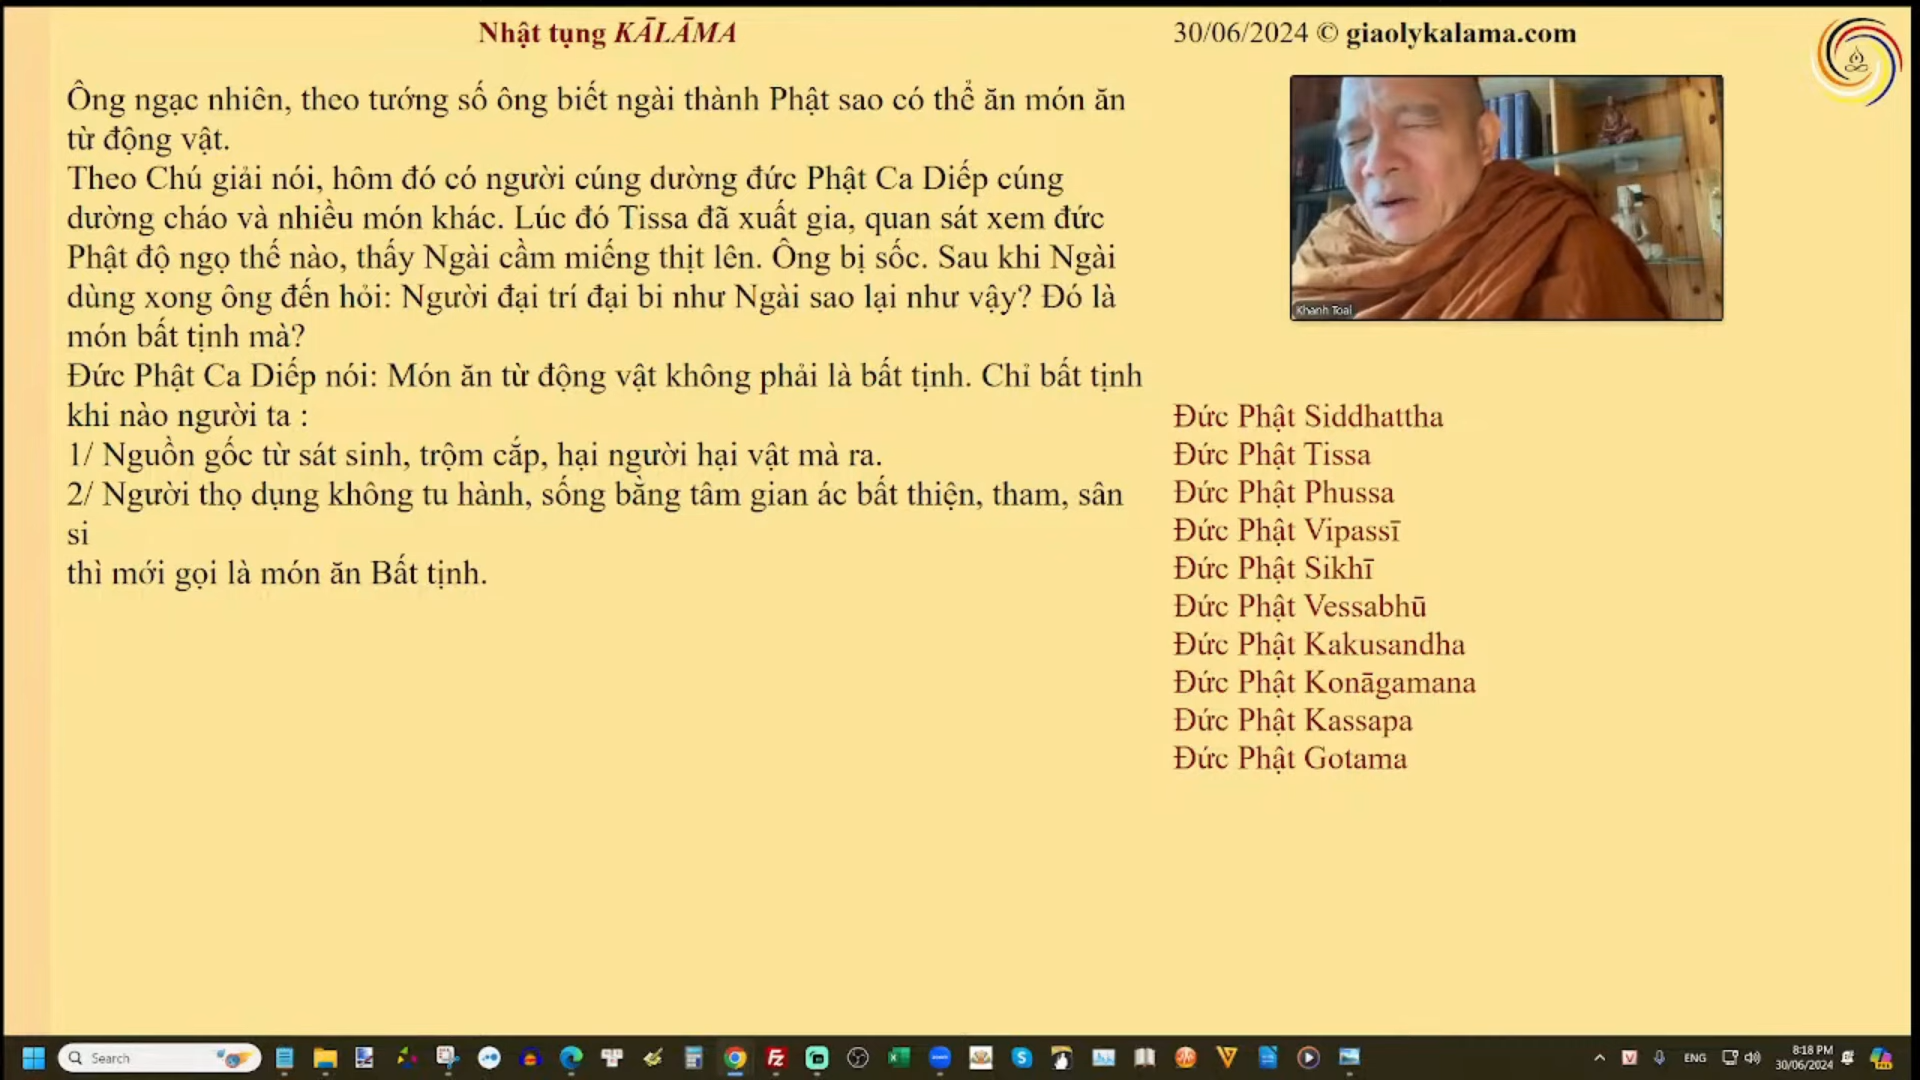 Nhật tụng KĀLĀMA
30/06/2024 © giaolykalama.com
Ông ngạc nhiên, theo tướng số ông biết ngài thành Phật sao có thể ăn món ăn
từ động vật.
Theo Chú giải nói, hôm đó có người cúng dường đức Phật Ca Diếp cúng
dường cháo và nhiều món khác. Lúc đó Tissa đã xuất gia, quan sát xem đức
Phật độ ngọ thế nào, thấy Ngài cầm miếng thịt lên. Ông bị sốc. Sau khi Ngài
dùng xong ông đến hỏi: Người đại trí đại bi như Ngài sao lại như vậy? Đó là
món bất tịnh mà?
Đức Phật Ca Diếp nói: Món ăn từ động vật không phải là bất tịnh. Chỉ bất tịnh
khi nào người ta :
1/ Nguồn gốc từ sát sinh, trộm cắp, hại người hại vật mà ra.
2/ Người thọ dụng không tu hành, sống bằng tâm gian ác bất thiện, tham, sân
si
thì mới gọi là món ăn Bất tịnh.
Khanh Toai
Đức Phật Siddhattha
Đức Phật Tissa
Đức Phật Phussa
Đức Phật Vipassī
Đức Phật Sikhī
Đức Phật Vessabhū
Đức Phật Kakusandha
Đức Phật Konāgamana
Đức Phật Kassapa
Đức Phật Gotama
Search
ENG
8:18 PM
30/06/2024